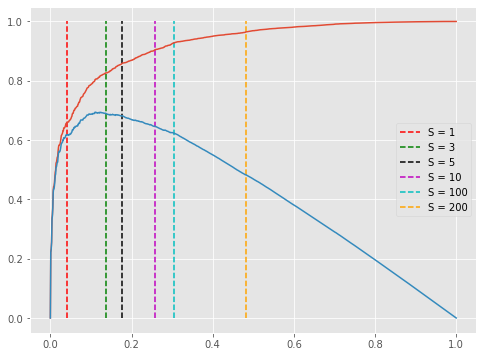 1.0
0.8
0.6
0.4
0.2
0.0
S = 1
S = 3
S = 5
S = 10
S = 100
S = 200
0.0 0.2 0.4 0.6 0.8 1.0